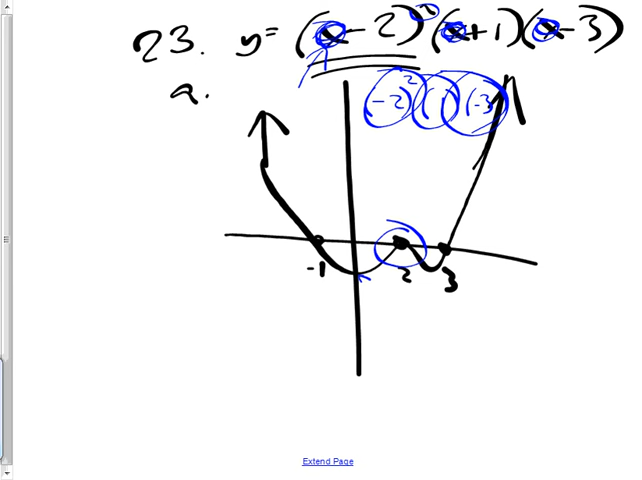 23. y= (x-2)² (x+1)(x-3)
a.
(-2)² (1) (-3)
-1 2 3
Extend Page